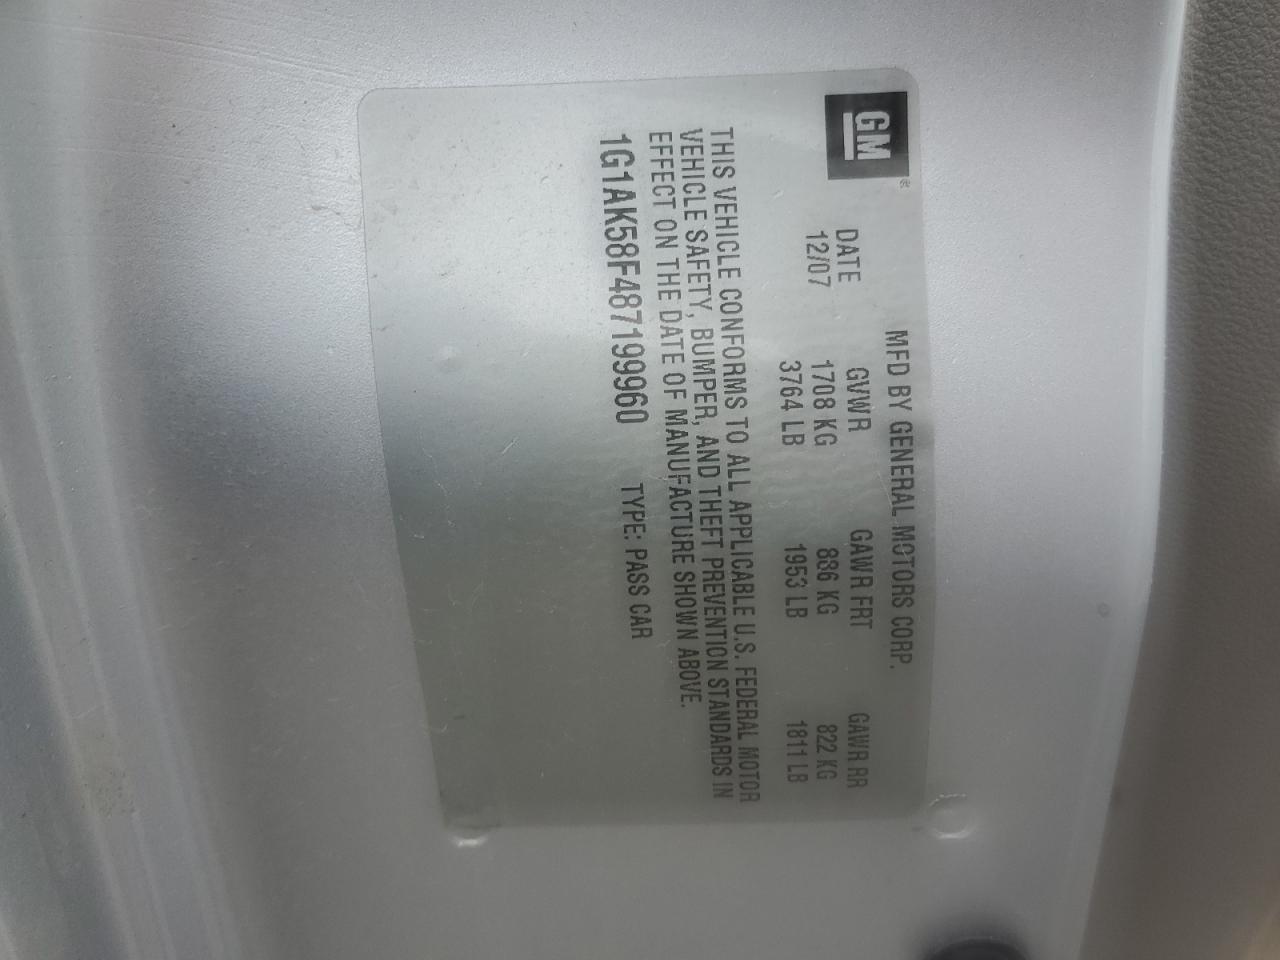 GM®
MFD BY GENERAL MOTORS CORP.
DATE GVWR GAWR FRT GAWR RR
12/07 1708 KG 886 KG 822 KG
3764 LB 1953 LB 1811 LB
THIS VEHICLE CONFORMS TO ALL APPLICABLE U.S. FEDERAL MOTOR
VEHICLE SAFETY, BUMPER, AND THEFT PREVENTION STANDARDS IN
EFFECT ON THE DATE OF MANUFACTURE SHOWN ABOVE.
1G1AK58F487199960 TYPE: PASS CAR